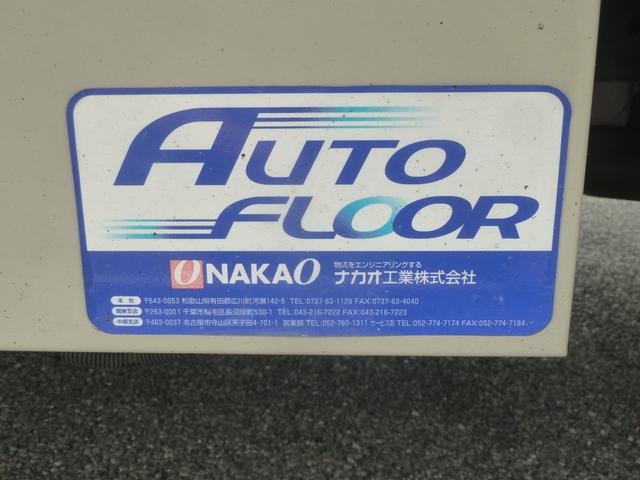 AUTO
FLOOR
物流をエンジニアリングする
ONAKAO ナカオ工業株式会社
本社 〒643-0053 和歌山県有田郡広川町河瀬142-5 TEL:0737-63-1128 FAX:0737-63-4040
関東支店 〒263-0001 千葉市稲毛区長沼原町530-1 TEL:043-216-7222 FAX:043-216-7223
中部支店 〒463-0037 名古屋市守山区天子田4-701-1 営業部 TEL:052-760-1311 サービス部 TEL:052-774-7174 FAX:052-774-7184